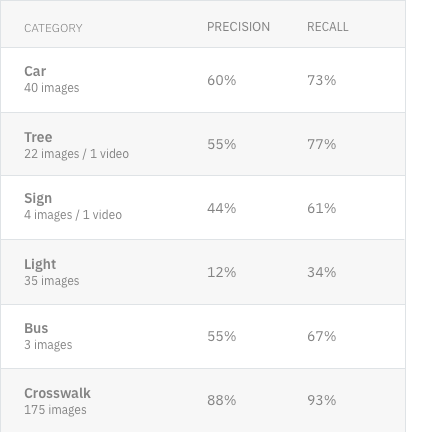 CATEGORY PRECISION RECALL
Car
40 images
60% 73%
Tree
22 images / 1 video
55% 77%
Sign
4 images / 1 video
44% 61%
Light
35 images
12% 34%
Bus
3 images
55% 67%
Crosswalk
175 images
88% 93%